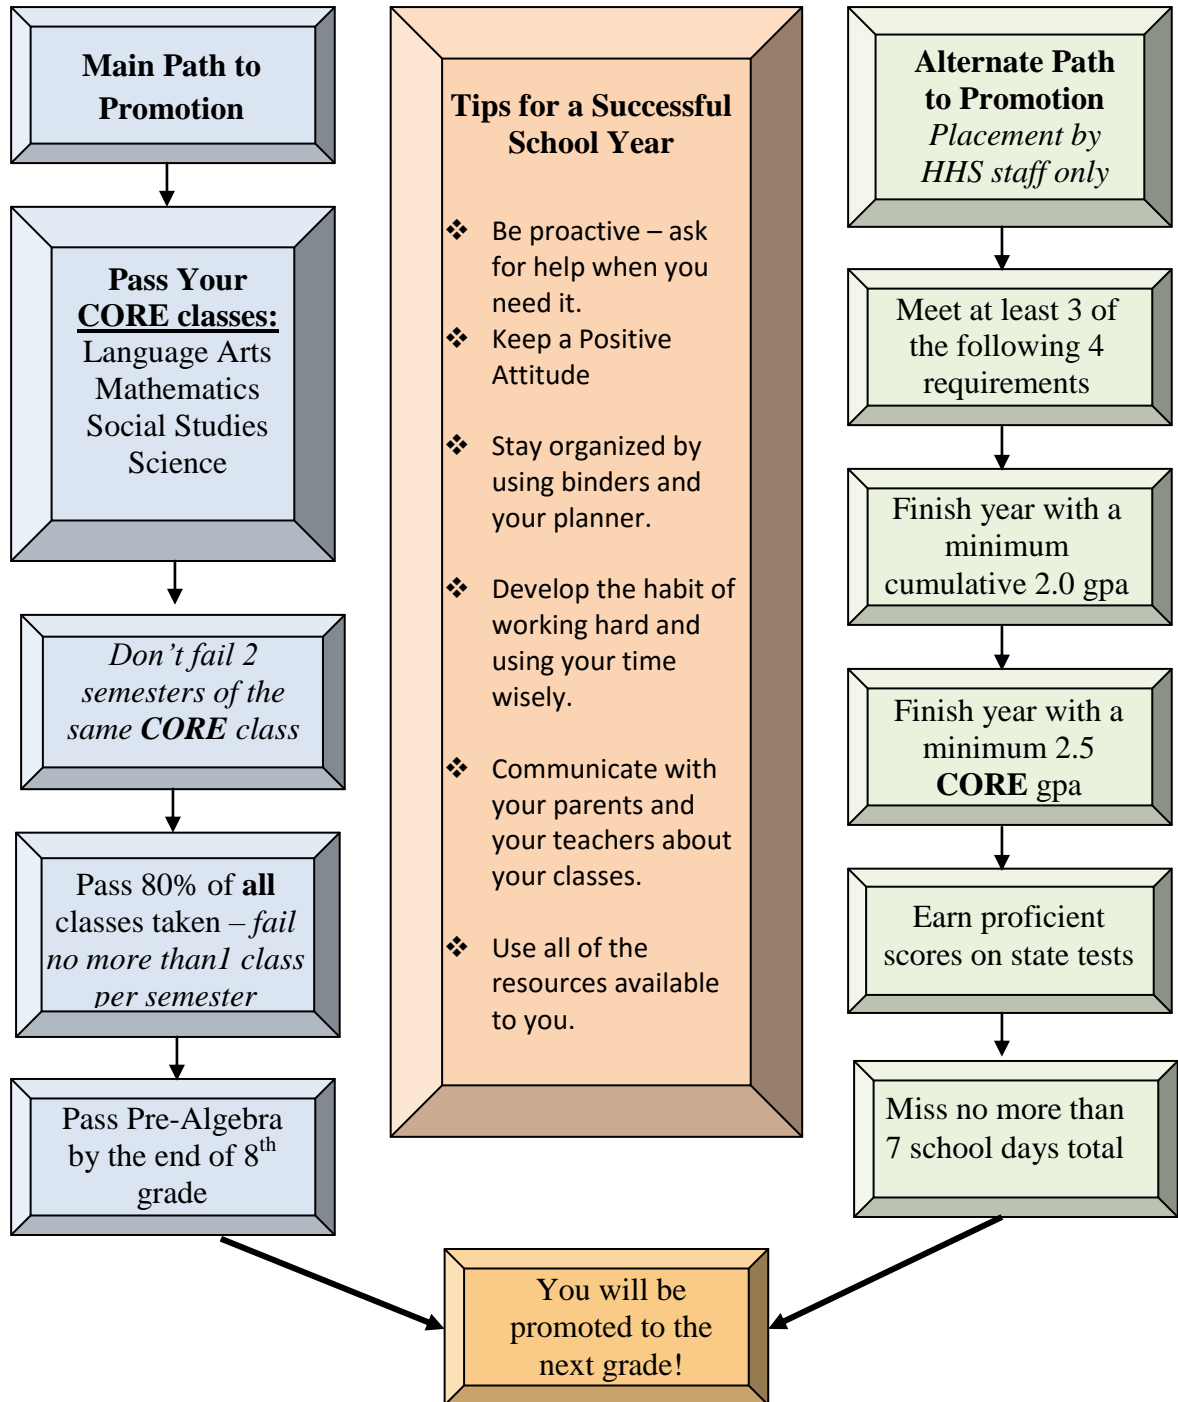 Main Path to
Promotion
Pass Your
CORE classes:
Language Arts
Mathematics
Social Studies
Science
Don't fail 2
semesters of the
same CORE class
Pass 80% of all
classes taken – fail
no more than1 class
per semester
Pass Pre-Algebra
by the end of 8th
grade
Tips for a Successful
School Year
❖ Be proactive – ask
for help when you
need it.
❖ Keep a Positive
Attitude
❖ Stay organized by
using binders and
your planner.
❖ Develop the habit of
working hard and
using your time
wisely.
❖ Communicate with
your parents and
your teachers about
your classes.
❖ Use all of the
resources available
to you.
Alternate Path
to Promotion
Placement by
HHS staff only
Meet at least 3 of
the following 4
requirements
Finish year with a
minimum
cumulative 2.0 gpa
Finish year with a
minimum 2.5
CORE gpa
Earn proficient
scores on state tests
Miss no more than
7 school days total
You will be
promoted to the
next grade!